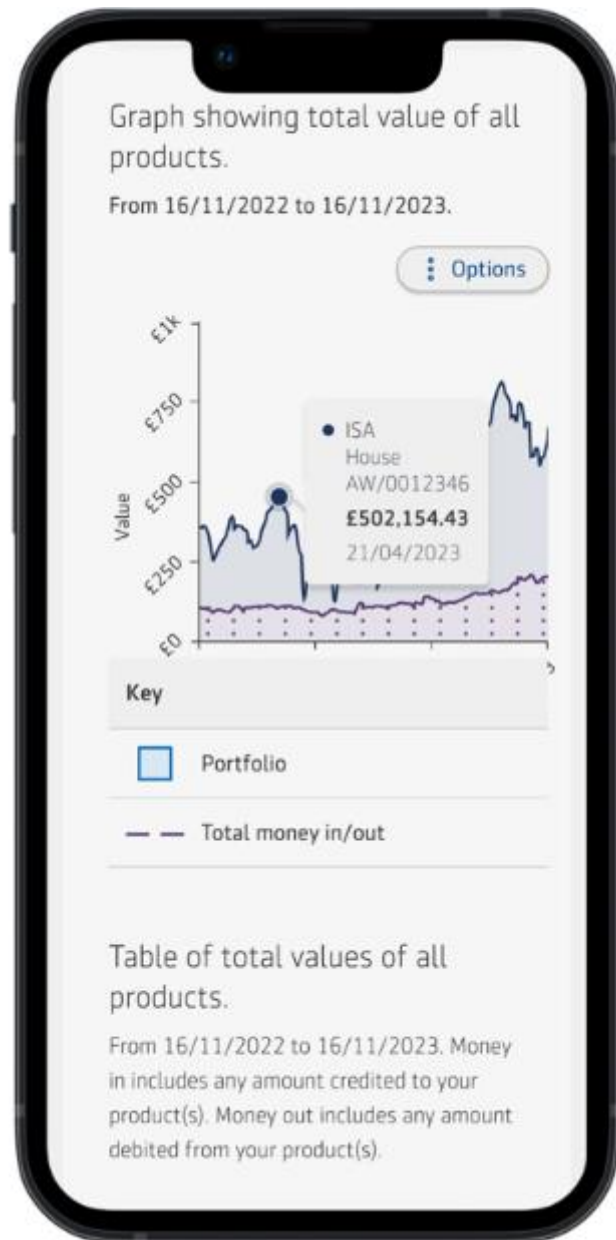 Graph showing total value of all
products.
From 16/11/2022 to 16/11/2023.
Options
£1k
£750
£500
£250
£0
Value
ISA
House
AW/0012346
£502,154.43
21/04/2023
Key
Portfolio
Total money in/out
Table of total values of all
products.
From 16/11/2022 to 16/11/2023. Money
in includes any amount credited to your
product(s). Money out includes any amount
debited from your product(s).